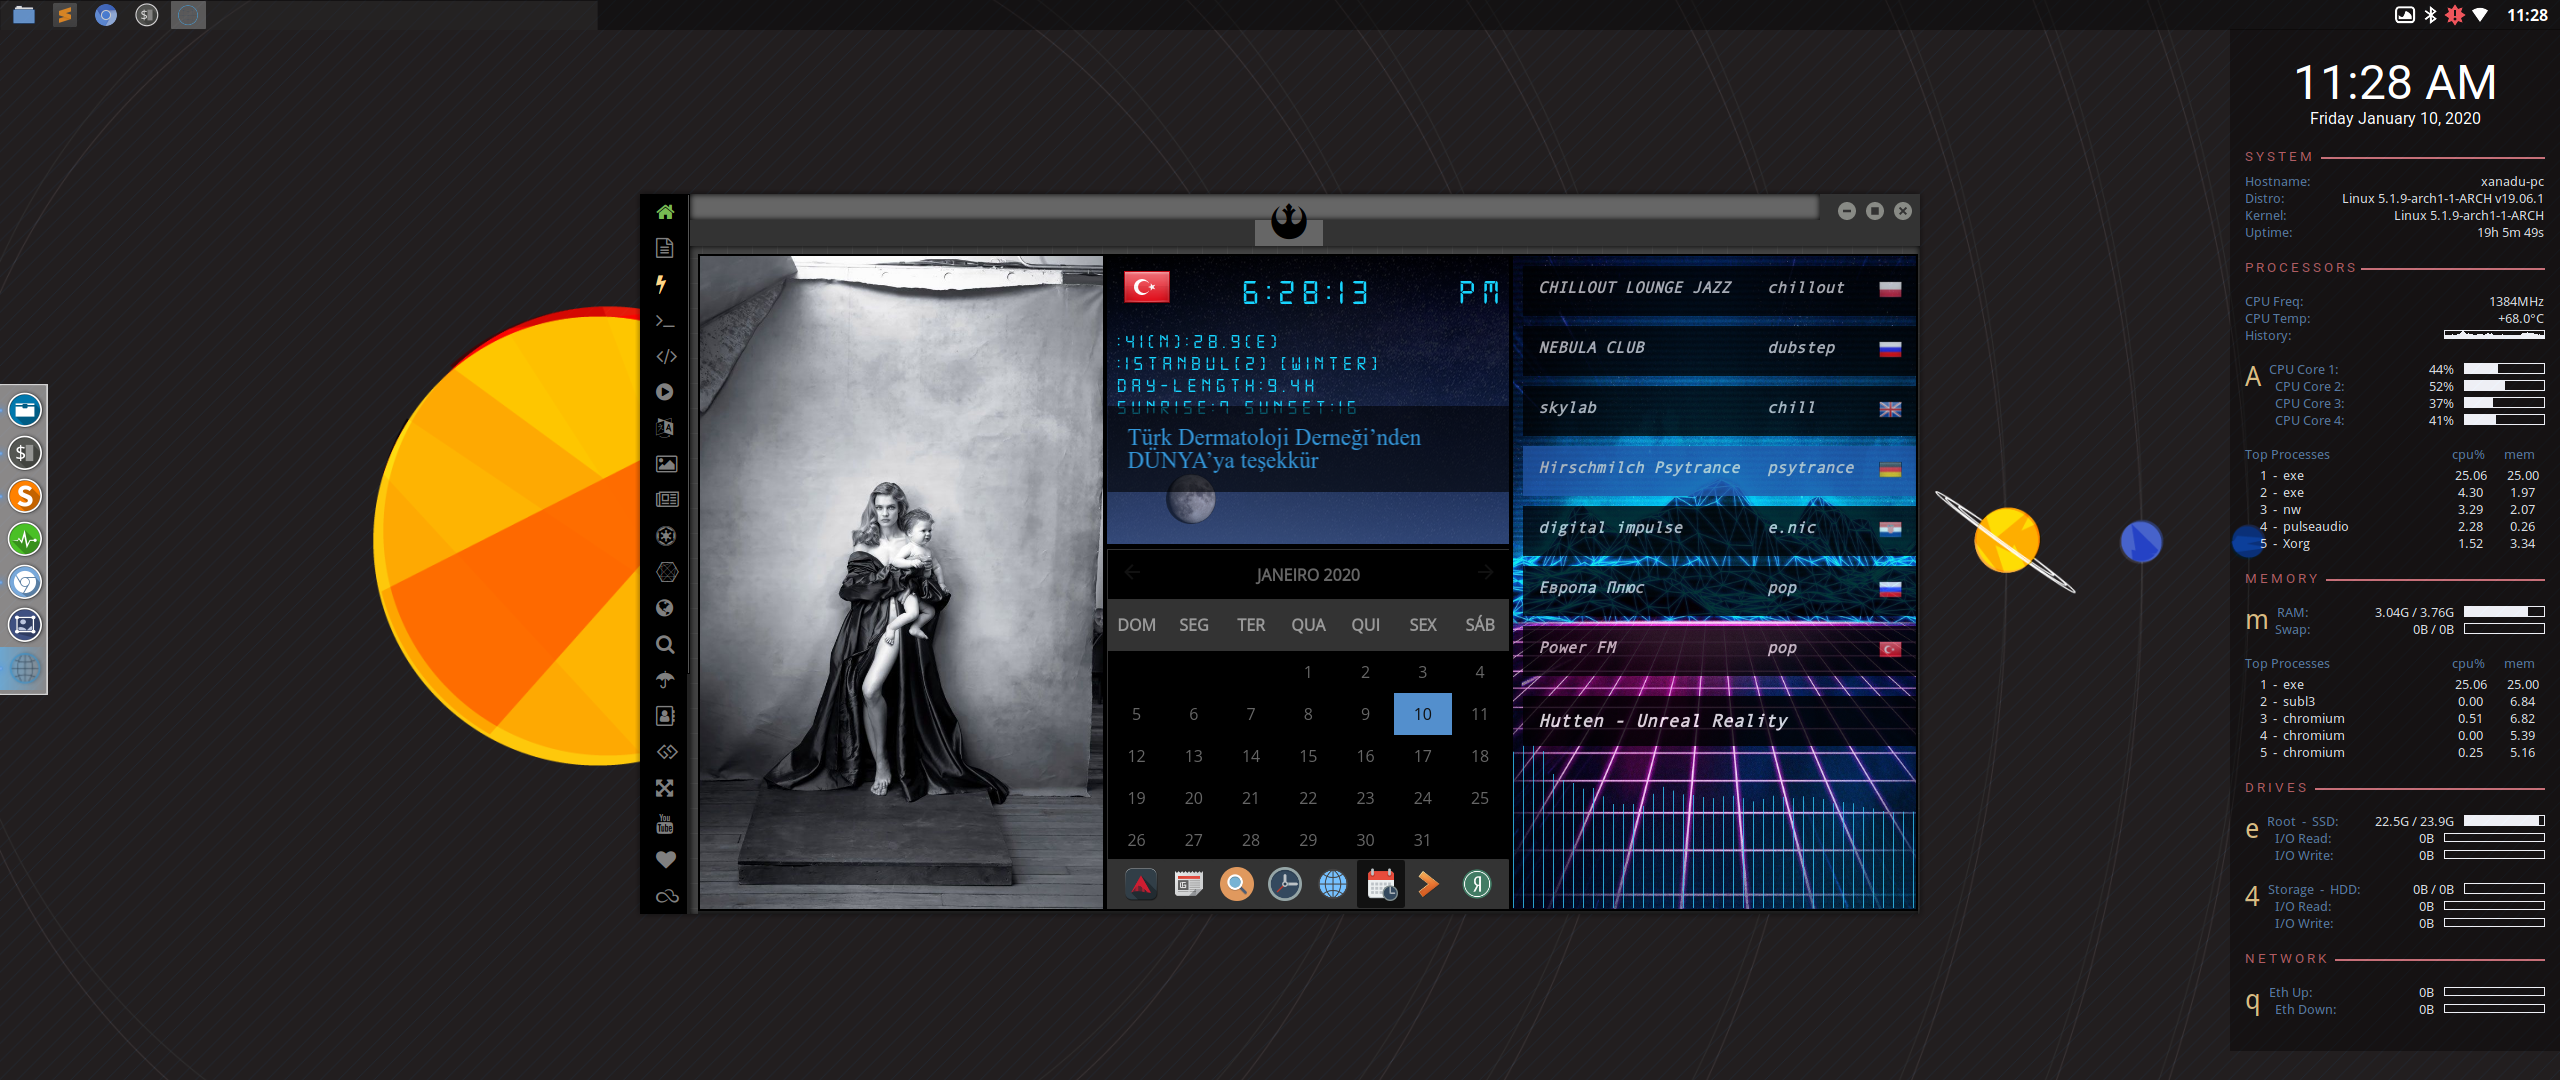 11:28
11:28 AM
Friday January 10, 2020
SYSTEM
Hostname: xanadu-pc
Distro: Linux 5.1.9-arch1-1-ARCH v19.06.1
Kernel: Linux 5.1.9-arch1-1-ARCH
Uptime: 19h 5m 49s
PROCESSORS
CPU Freq: 1384MHz
CPU Temp: +68.0°C
History:
A CPU Core 1: 44%
CPU Core 2: 52%
CPU Core 3: 37%
CPU Core 4: 41%
Top Processes cpu% mem
1 - exe 25.06 25.00
2 - exe 4.30 1.97
3 - nw 3.29 2.07
4 - pulseaudio 2.28 0.26
5 - Xorg 1.52 3.34
MEMORY
m RAM: 3.04G / 3.76G
Swap: 0B / 0B
Top Processes cpu% mem
1 - exe 25.06 25.00
2 - subl3 0.00 6.84
3 - chromium 0.51 6.82
4 - chromium 0.00 5.39
5 - chromium 0.25 5.16
DRIVES
e Root - SSD: 22.5G / 23.9G
I/O Read: 0B
I/O Write: 0B
4 Storage - HDD: 0B / 0B
I/O Read: 0B
I/O Write: 0B
NETWORK
q Eth Up: 0B
Eth Down: 0B
6:28:13 PM
:41(N):28.9(E)
:ISTANBUL(2) (WINTER)
DAY-LENGTH:9.4H
SUNRISE:7 SUNSET:16
Türk Dermatoloji Derneği’nden
DÜNYA’ya teşekkür
JANEIRO 2020
DOM SEG TER QUA QUI SEX SÁB
1 2 3 4
5 6 7 8 9 10 11
12 13 14 15 16 17 18
19 20 21 22 23 24 25
26 27 28 29 30 31
CHILLOUT LOUNGE JAZZ chillout
NEBULA CLUB dubstep
skylab chill
Hirschmilch Psytrance psytrance
digital impulse e.nic
Европа Плюс pop
Power FM pop
Hutten - Unreal Reality
You
Tube